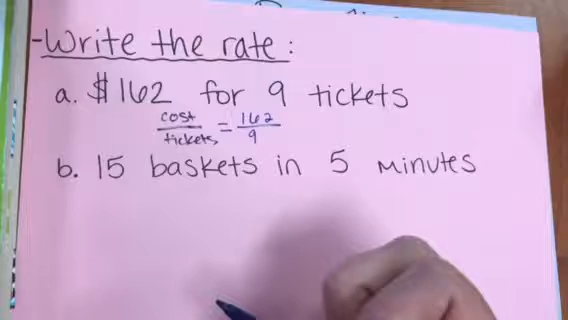 -Write the rate:
a. $162 for 9 tickets
cost/tickets = 162/9
b. 15 baskets in 5 minutes